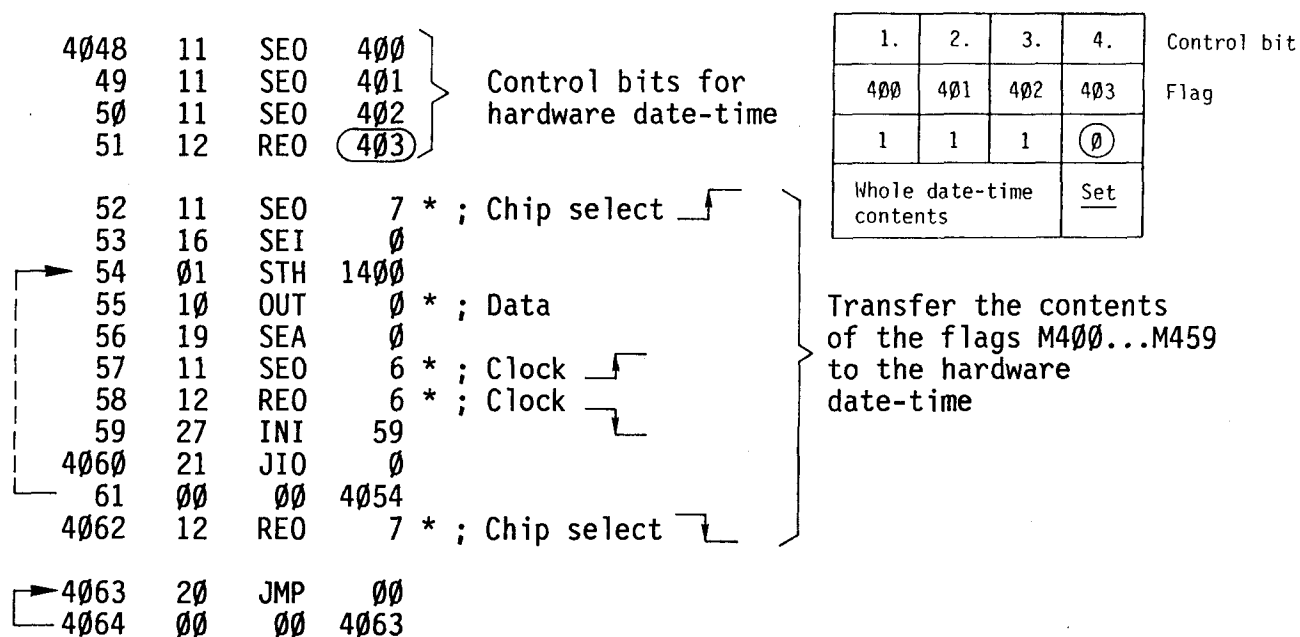 4Ø48 11 SEO 4ØØ
49 11 SEO 4Ø1
5Ø 11 SEO 4Ø2
51 12 REO 4Ø3
Control bits for
hardware date-time
1. 2. 3. 4. Control bit
4ØØ 4Ø1 4Ø2 4Ø3 Flag
1 1 1 Ø
Whole date-time Set
contents
52 11 SEO 7 * ; Chip select
53 16 SEI Ø
54 Ø1 STH 14ØØ
55 1Ø OUT Ø * ; Data
56 19 SEA Ø
57 11 SEO 6 * ; Clock
58 12 REO 6 * ; Clock
59 27 INI 59
4Ø6Ø 21 JIO Ø
61 ØØ ØØ 4Ø54
4Ø62 12 REO 7 * ; Chip select
Transfer the contents
of the flags M4ØØ...M459
to the hardware
date-time
4Ø63 2Ø JMP ØØ
4Ø64 ØØ ØØ 4Ø63